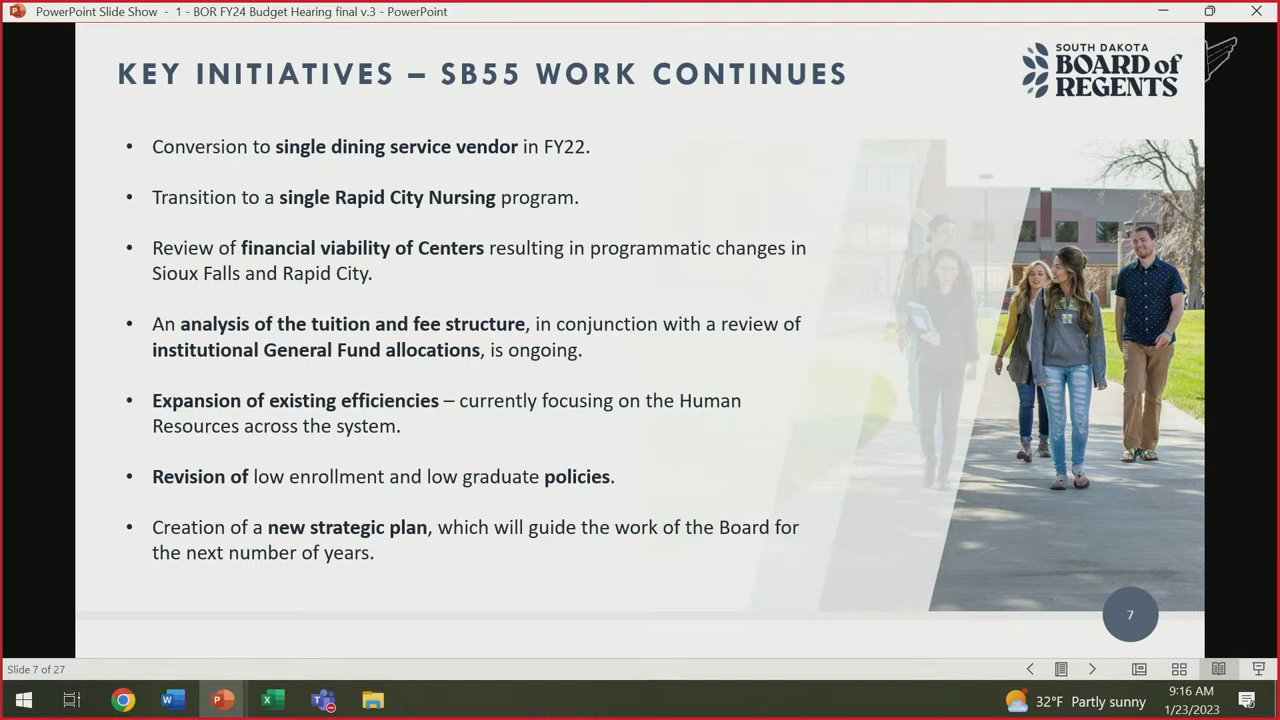 PowerPoint Slide Show - 1 - BOR FY24 Budget Hearing final v.3 - PowerPoint
KEY INITIATIVES – SB55 WORK CONTINUES
SOUTH DAKOTA
BOARD of
REGENTS
• Conversion to single dining service vendor in FY22.
• Transition to a single Rapid City Nursing program.
• Review of financial viability of Centers resulting in programmatic changes in
Sioux Falls and Rapid City.
• An analysis of the tuition and fee structure, in conjunction with a review of
institutional General Fund allocations, is ongoing.
• Expansion of existing efficiencies – currently focusing on the Human
Resources across the system.
• Revision of low enrollment and low graduate policies.
• Creation of a new strategic plan, which will guide the work of the Board for
the next number of years.
7
Slide 7 of 27
32°F Partly sunny
9:16 AM
1/23/2023